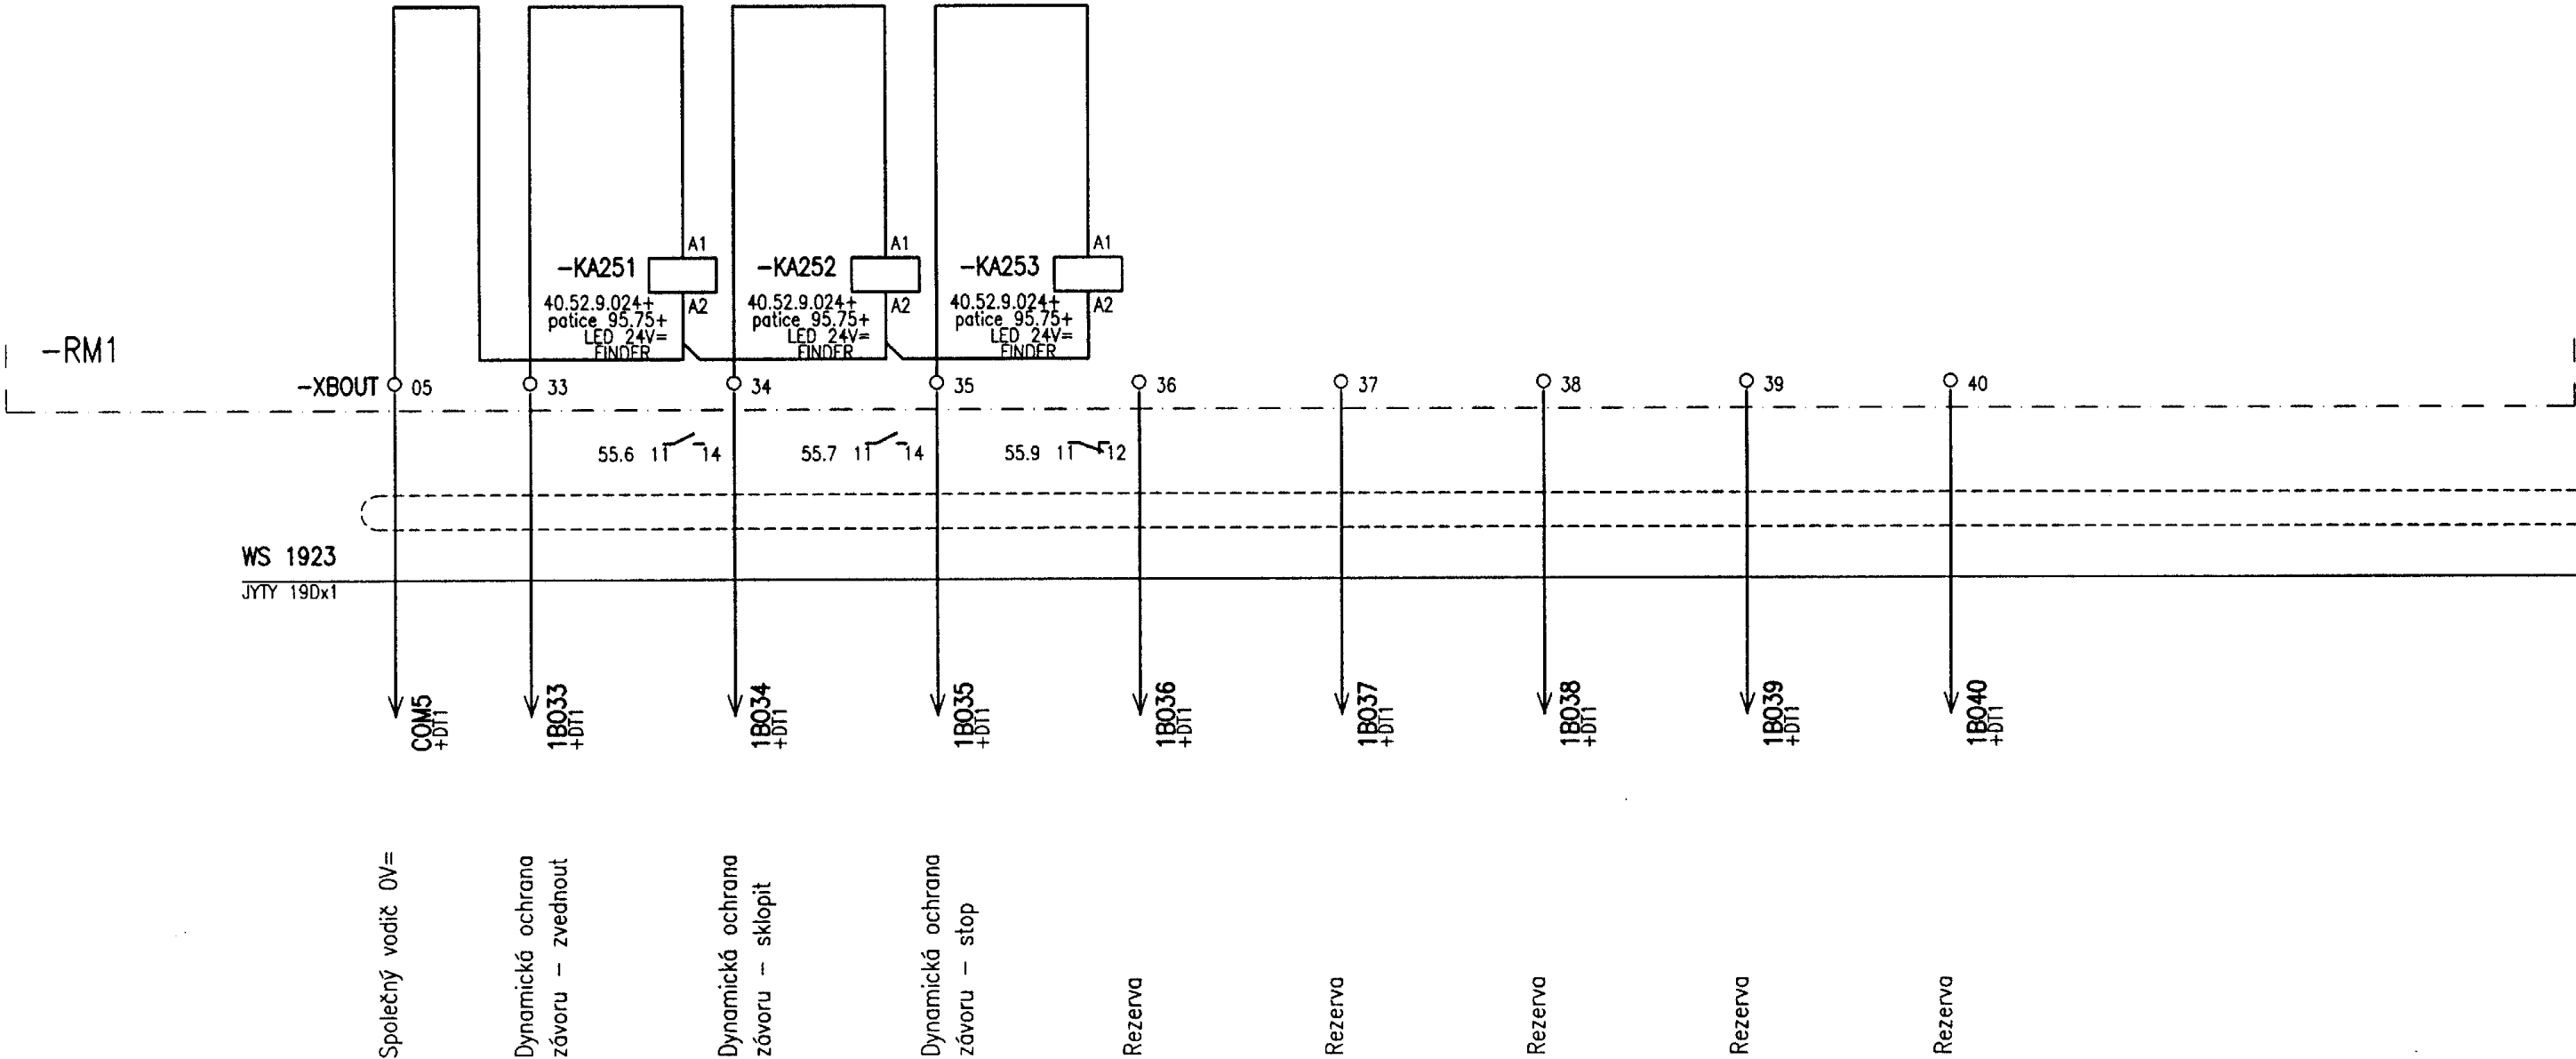 A1
A1
A1
-KA251
-KA252
-KA253
A2
A2
A2
40.52.9.024+
patice 95.75+
LED 24V=
FINDER
40.52.9.024+
patice 95.75+
LED 24V=
FINDER
40.52.9.024+
patice 95.75+
LED 24V=
FINDER
-RM1
-XBOUT 05 33 34 35 36 37 38 39 40
55.6 11 14
55.7 11 14
55.9 11 12
WS 1923
JYTY 19Dx1
COM5
+DT1
1BO33
+DT1
1BO34
+DT1
1BO35
+DT1
1BO36
+DT1
1BO37
+DT1
1BO38
+DT1
1BO39
+DT1
1BO40
+DT1
Společný vodič 0V=
Dynamická ochrana
závoru – zvednout
Dynamická ochrana
závoru – sklopit
Dynamická ochrana
závoru – stop
Rezerva
Rezerva
Rezerva
Rezerva
Rezerva